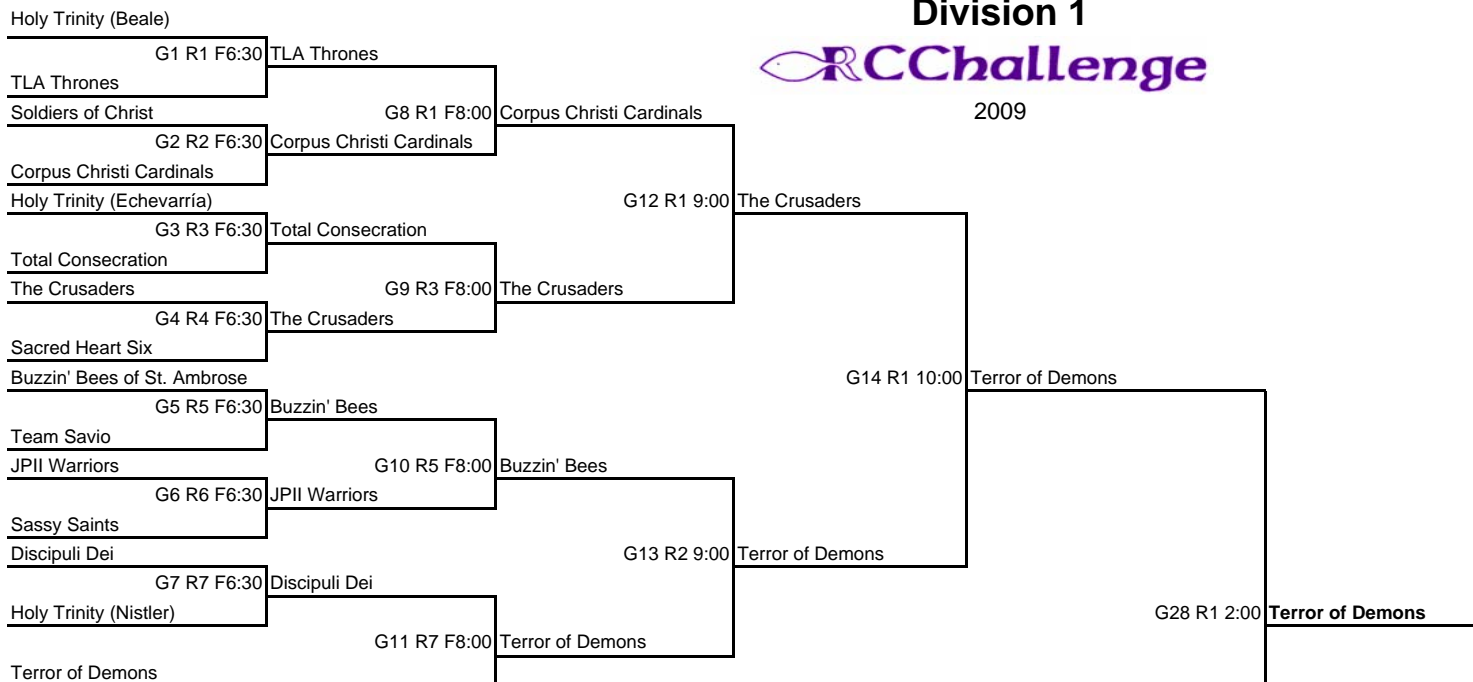 Division 1
Holy Trinity (Beale)
G1 R1 F6:30 TLA Thrones
RCChallenge
TLA Thrones
Soldiers of Christ
G8 R1 F8:00 Corpus Christi Cardinals
2009
G2 R2 F6:30 Corpus Christi Cardinals
Corpus Christi Cardinals
Holy Trinity (Echevarría)
G12 R1 9:00 The Crusaders
G3 R3 F6:30 Total Consecration
Total Consecration
The Crusaders
G9 R3 F8:00 The Crusaders
G4 R4 F6:30 The Crusaders
Sacred Heart Six
Buzzin' Bees of St. Ambrose
G14 R1 10:00 Terror of Demons
G5 R5 F6:30 Buzzin' Bees
Team Savio
JPII Warriors
G10 R5 F8:00 Buzzin' Bees
G6 R6 F6:30 JPII Warriors
Sassy Saints
Discipuli Dei
G13 R2 9:00 Terror of Demons
G7 R7 F6:30 Discipuli Dei
Holy Trinity (Nistler)
G28 R1 2:00 Terror of Demons
G11 R7 F8:00 Terror of Demons
Terror of Demons